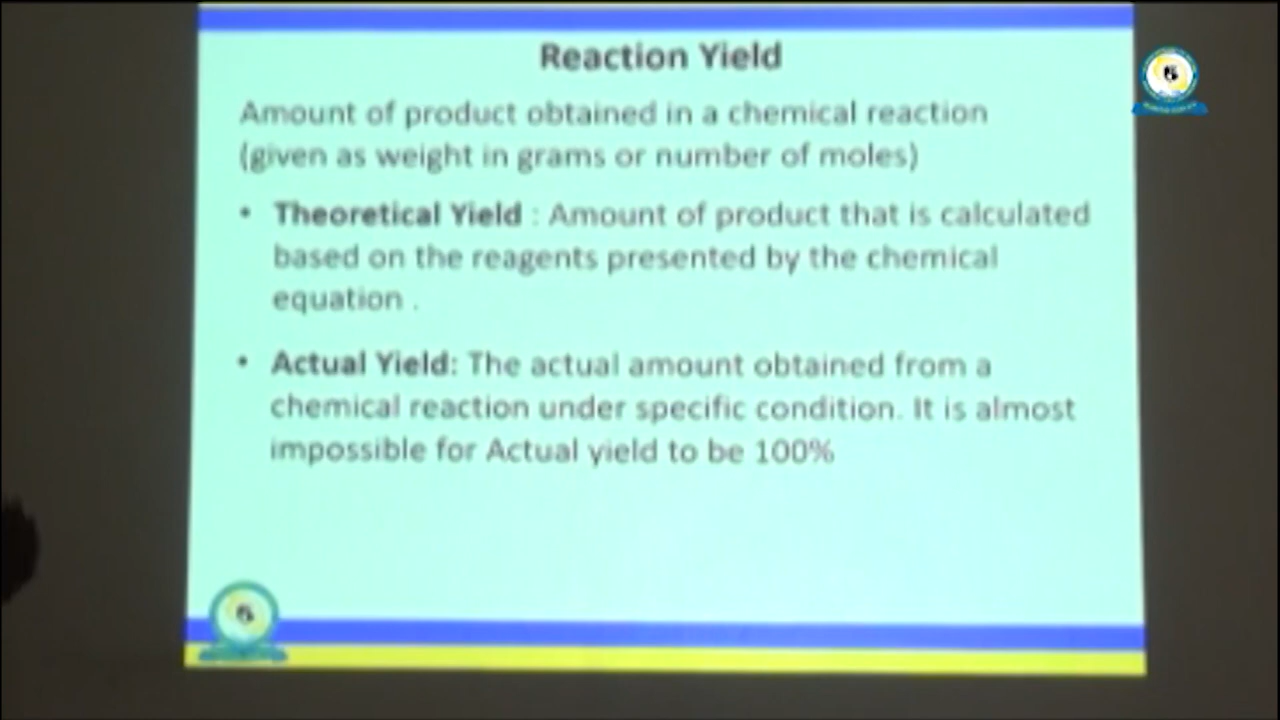 Reaction Yield
Amount of product obtained in a chemical reaction
(given as weight in grams or number of moles)
• Theoretical Yield : Amount of product that is calculated
based on the reagents presented by the chemical
equation .
• Actual Yield: The actual amount obtained from a
chemical reaction under specific condition. It is almost
impossible for Actual yield to be 100%